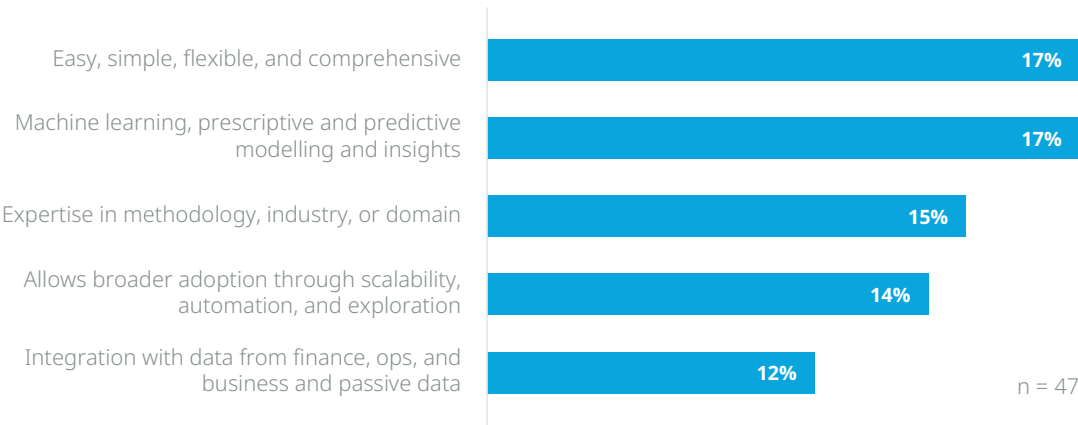 Easy, simple, flexible, and comprehensive
17%
Machine learning, prescriptive and predictive
modelling and insights
17%
Expertise in methodology, industry, or domain
15%
Allows broader adoption through scalability,
automation, and exploration
14%
Integration with data from finance, ops, and
business and passive data
12%
n = 47